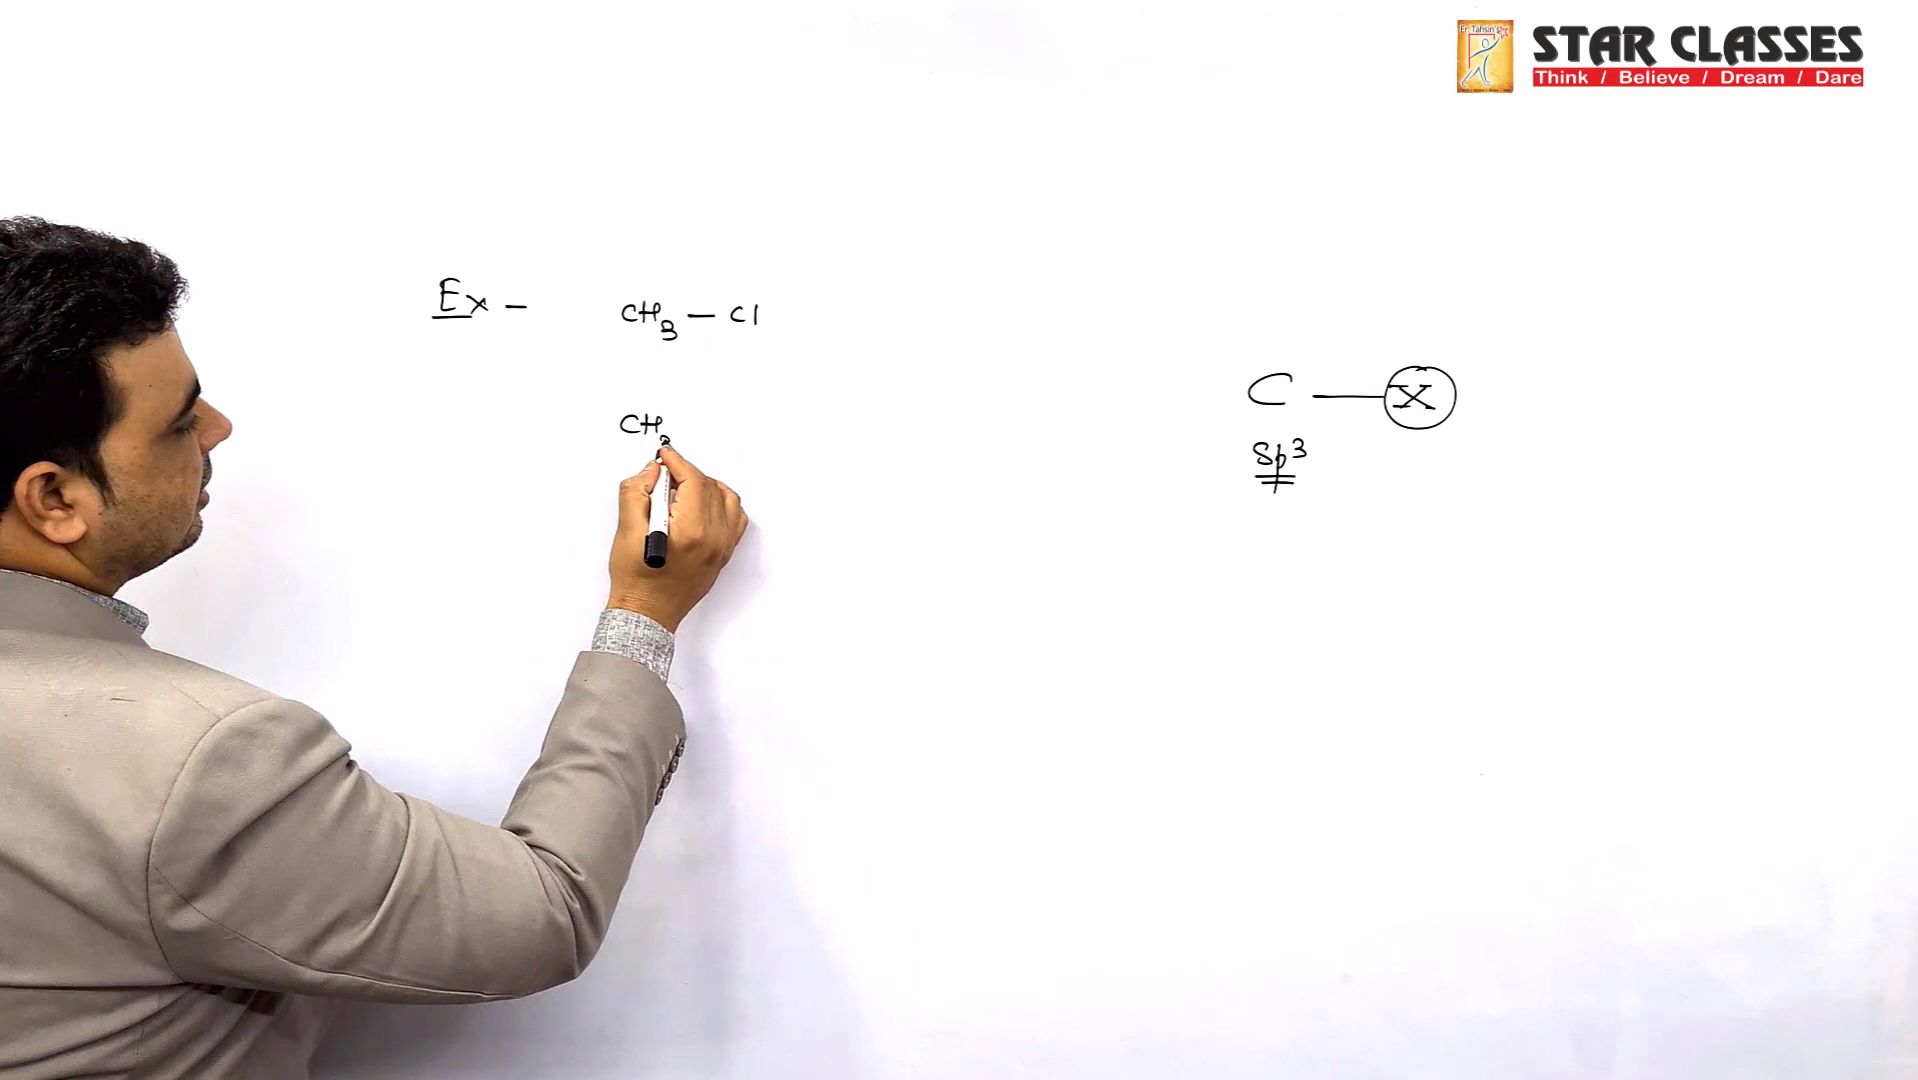 Er. Tahsin's
STAR CLASSES
Think / Believe / Dream / Dare
Ex - CH₃ - Cl
CH
C - X
Sp³